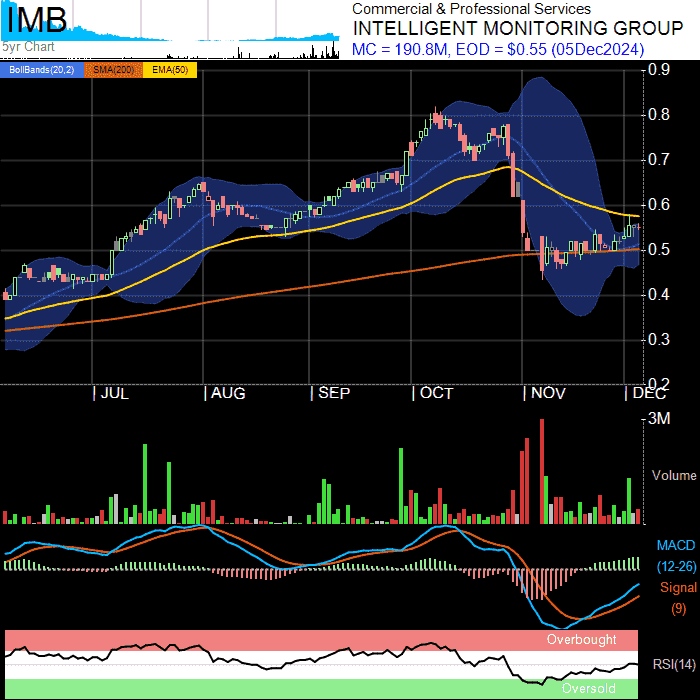 IMB
Commercial & Professional Services
INTELLIGENT MONITORING GROUP
5yr Chart
MC = 190.8M, EOD = $0.55 (05Dec2024)
BollBands(20,2) SMA(200) EMA(50)
0.9
0.8
0.7
0.6
0.5
0.4
0.3
0.2
JUL AUG SEP OCT NOV DEC
3M
Volume
MACD
(12-26)
Signal
(9)
Overbought
RSI(14)
Oversold